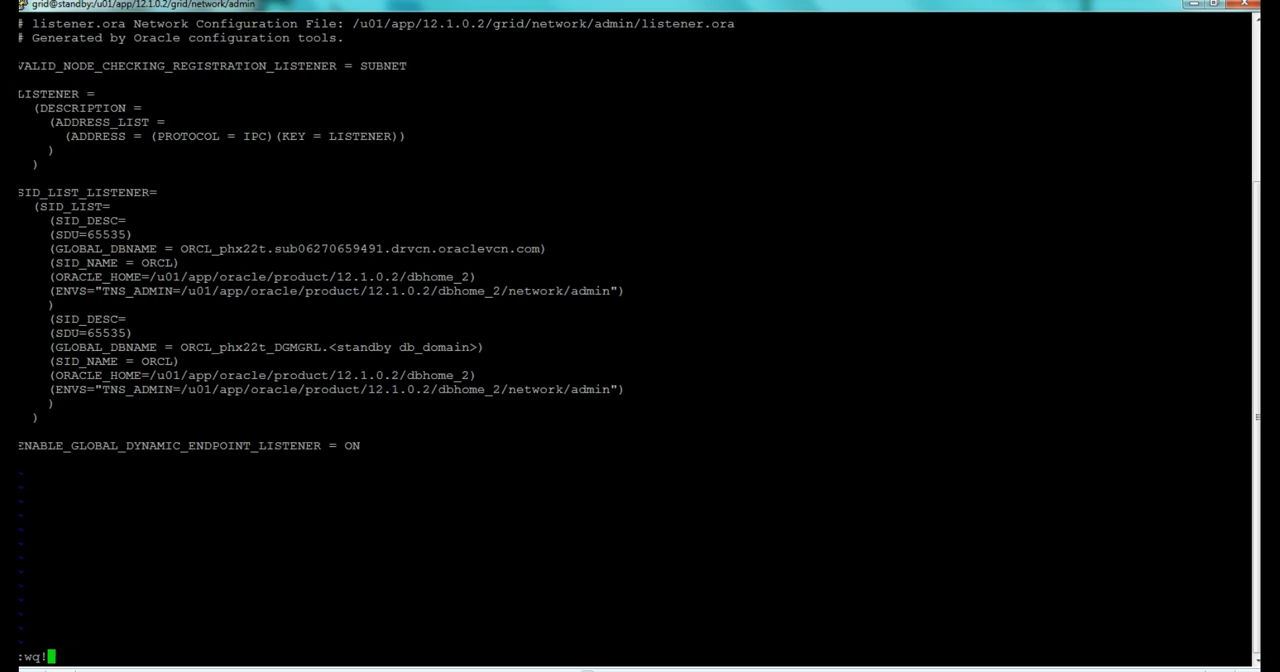 grid@standby:/u01/app/12.1.0.2/grid/network/admin
# listener.ora Network Configuration File: /u01/app/12.1.0.2/grid/network/admin/listener.ora
# Generated by Oracle configuration tools.
VALID_NODE_CHECKING_REGISTRATION_LISTENER = SUBNET
LISTENER =
(DESCRIPTION =
(ADDRESS_LIST =
(ADDRESS = (PROTOCOL = IPC)(KEY = LISTENER))
)
)
SID_LIST_LISTENER=
(SID_LIST=
(SID_DESC=
(SDU=65535)
(GLOBAL_DBNAME = ORCL_phx22t.sub06270659491.drvcn.oraclevcn.com)
(SID_NAME = ORCL)
(ORACLE_HOME=/u01/app/oracle/product/12.1.0.2/dbhome_2)
(ENVS="TNS_ADMIN=/u01/app/oracle/product/12.1.0.2/dbhome_2/network/admin")
)
(SID_DESC=
(SDU=65535)
(GLOBAL_DBNAME = ORCL_phx22t_DGMGRL.<standby db_domain>)
(SID_NAME = ORCL)
(ORACLE_HOME=/u01/app/oracle/product/12.1.0.2/dbhome_2)
(ENVS="TNS_ADMIN=/u01/app/oracle/product/12.1.0.2/dbhome_2/network/admin")
)
)
ENABLE_GLOBAL_DYNAMIC_ENDPOINT_LISTENER = ON
~
~
~
~
~
~
~
~
~
~
~
~
~
:wq!